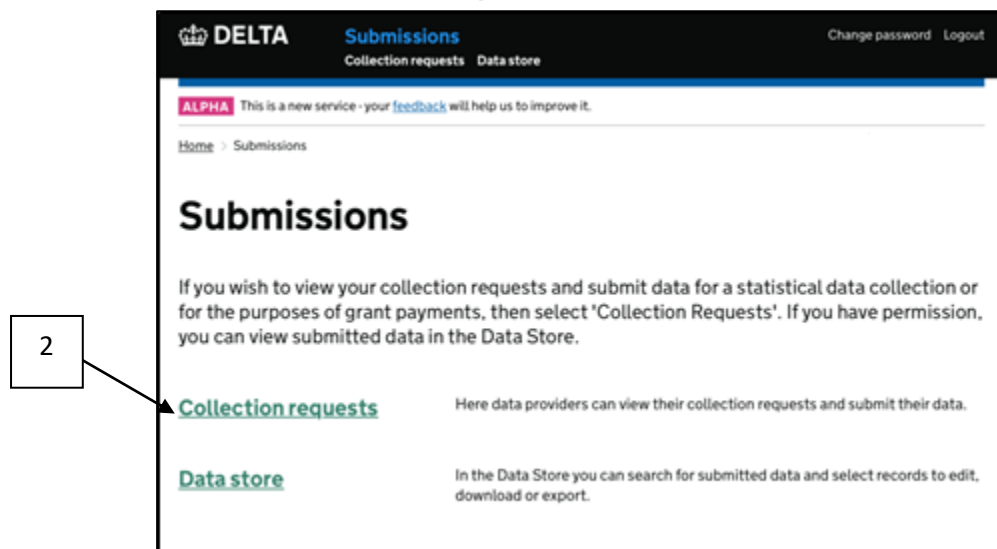 DELTA
Submissions
Change password Logout
Collection requests Data store
ALPHA This is a new service - your feedback will help us to improve it.
Home > Submissions
Submissions
If you wish to view your collection requests and submit data for a statistical data collection or
for the purposes of grant payments, then select 'Collection Requests'. If you have permission,
you can view submitted data in the Data Store.
2
Collection requests
Here data providers can view their collection requests and submit their data.
Data store
In the Data Store you can search for submitted data and select records to edit,
download or export.